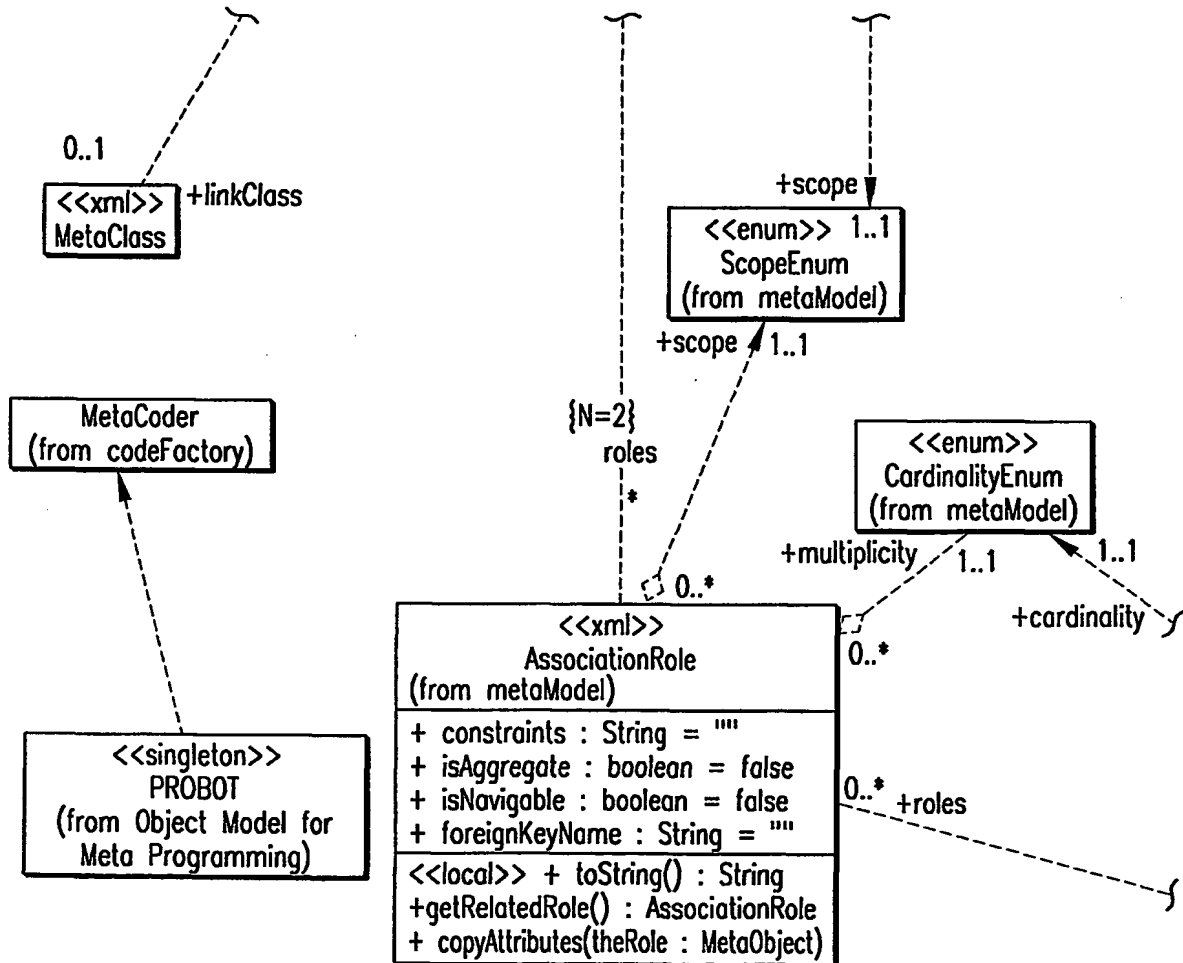 0..1
<<xml>>
MetaClass
+linkClass
+scope
<<enum>> 1..1
ScopeEnum
(from metaModel)
+scope
1..1
MetaCoder
(from codeFactory)
{N=2}
roles
*
<<enum>>
CardinalityEnum
(from metaModel)
+multiplicity
1..1
1..1
+cardinality
0..*
0..*
<<xml>>
AssociationRole
(from metaModel)
+ constraints : String = ""
+ isAggregate : boolean = false
+ isNavigable : boolean = false
+ foreignKeyName : String = ""
<<local>> + toString() : String
+getRelatedRole() : AssociationRole
+ copyAttributes(theRole : MetaObject)
0..*
+roles
<<singleton>>
PROBOT
(from Object Model for
Meta Programming)